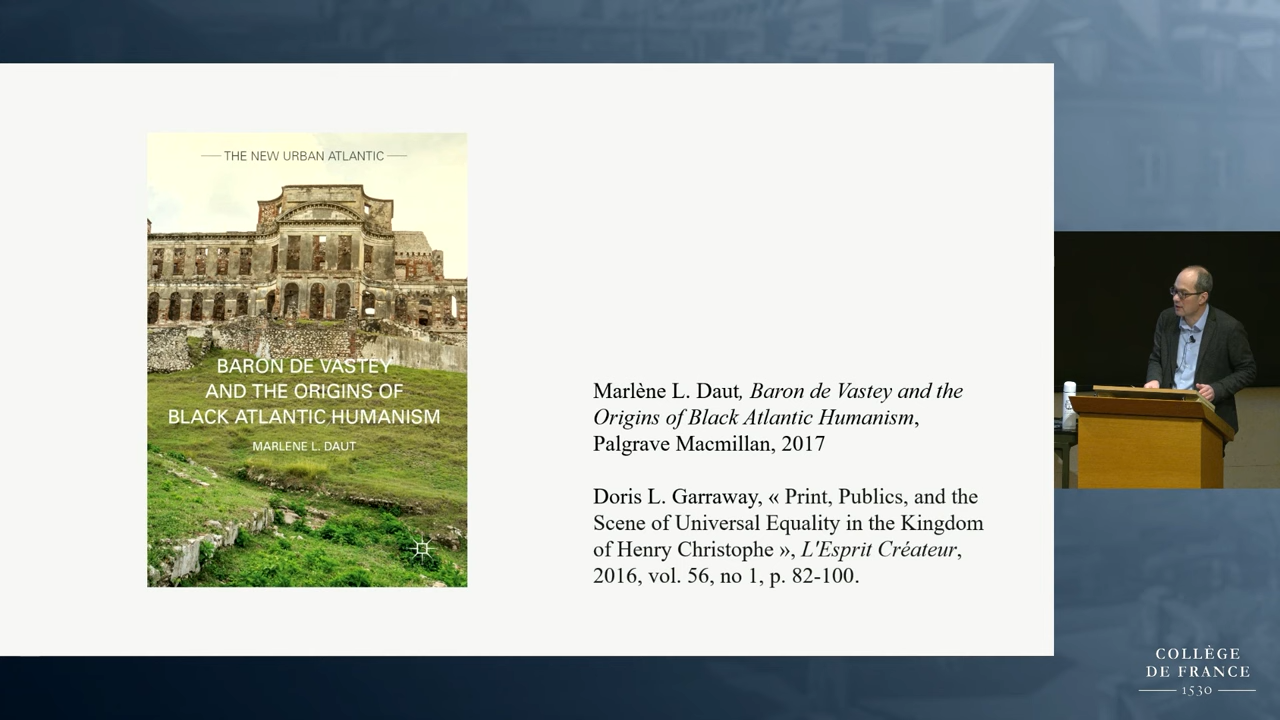 THE NEW URBAN ATLANTIC
BARON DE VASTEY
AND THE ORIGINS OF
BLACK ATLANTIC HUMANISM
MARLENE L. DAUT
Marlène L. Daut, Baron de Vastey and the
Origins of Black Atlantic Humanism,
Palgrave Macmillan, 2017
Doris L. Garraway, « Print, Publics, and the
Scene of Universal Equality in the Kingdom
of Henry Christophe », L'Esprit Créateur,
2016, vol. 56, no 1, p. 82-100.
COLLÈGE
DE FRANCE
1530